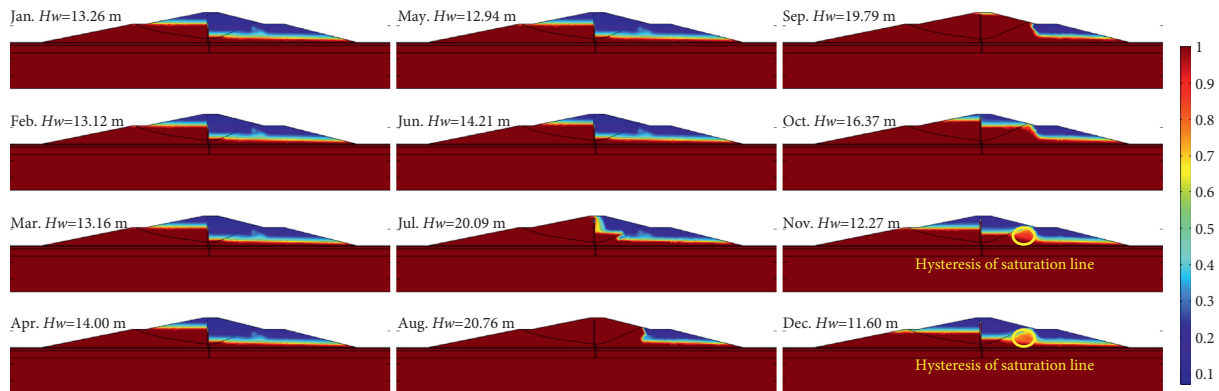 Jan. Hw=13.26 m
May. Hw=12.94 m
Sep. Hw=19.79 m
Feb. Hw=13.12 m
Jun. Hw=14.21 m
Oct. Hw=16.37 m
Mar. Hw=13.16 m
Jul. Hw=20.09 m
Nov. Hw=12.27 m
Hysteresis of saturation line
Apr. Hw=14.00 m
Aug. Hw=20.76 m
Dec. Hw=11.60 m
Hysteresis of saturation line
1
0.9
0.8
0.7
0.6
0.5
0.4
0.3
0.2
0.1